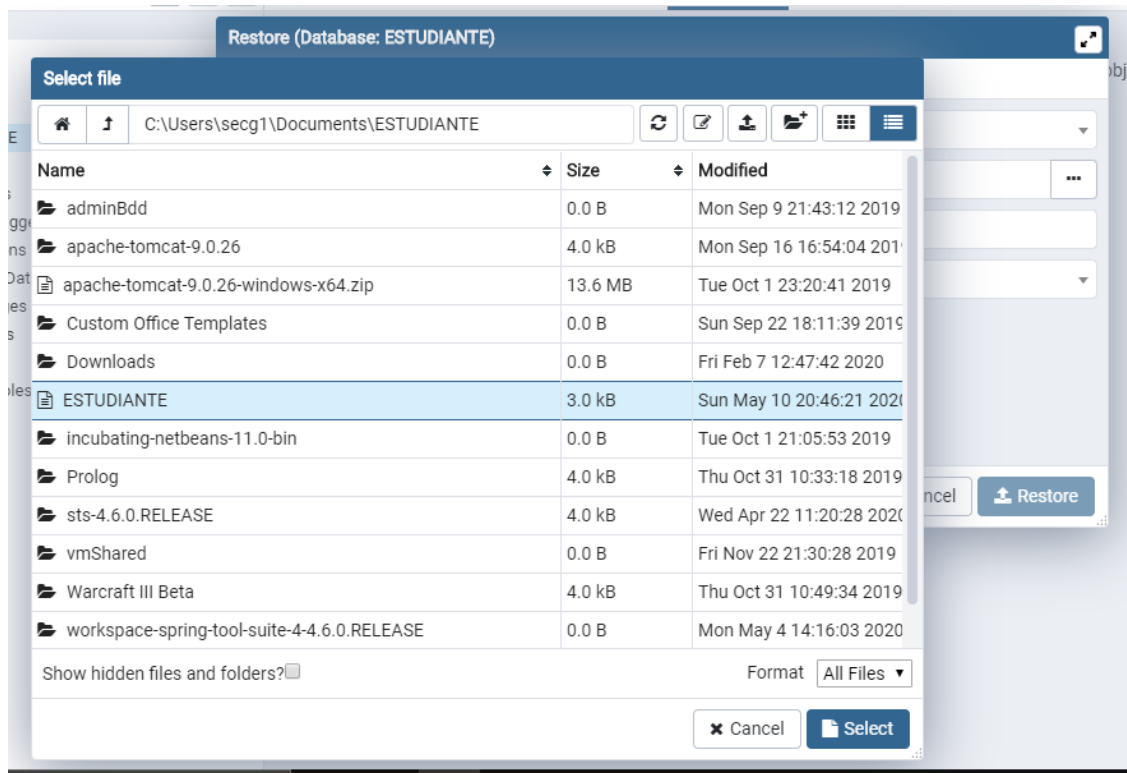 Restore (Database: ESTUDIANTE)
Select file
C:\Users\secg1\Documents\ESTUDIANTE
Name Size Modified
adminBdd 0.0 B Mon Sep 9 21:43:12 2019
apache-tomcat-9.0.26 4.0 kB Mon Sep 16 16:54:04 201
apache-tomcat-9.0.26-windows-x64.zip 13.6 MB Tue Oct 1 23:20:41 2019
Custom Office Templates 0.0 B Sun Sep 22 18:11:39 2019
Downloads 0.0 B Fri Feb 7 12:47:42 2020
ESTUDIANTE 3.0 kB Sun May 10 20:46:21 2020
incubating-netbeans-11.0-bin 0.0 B Tue Oct 1 21:05:53 2019
Prolog 4.0 kB Thu Oct 31 10:33:18 2019
sts-4.6.0.RELEASE 4.0 kB Wed Apr 22 11:20:28 2020
vmShared 0.0 B Fri Nov 22 21:30:28 2019
Warcraft III Beta 4.0 kB Thu Oct 31 10:49:34 2019
workspace-spring-tool-suite-4-4.6.0.RELEASE 0.0 B Mon May 4 14:16:03 2020
ncel Restore
Show hidden files and folders? Format All Files
Cancel Select